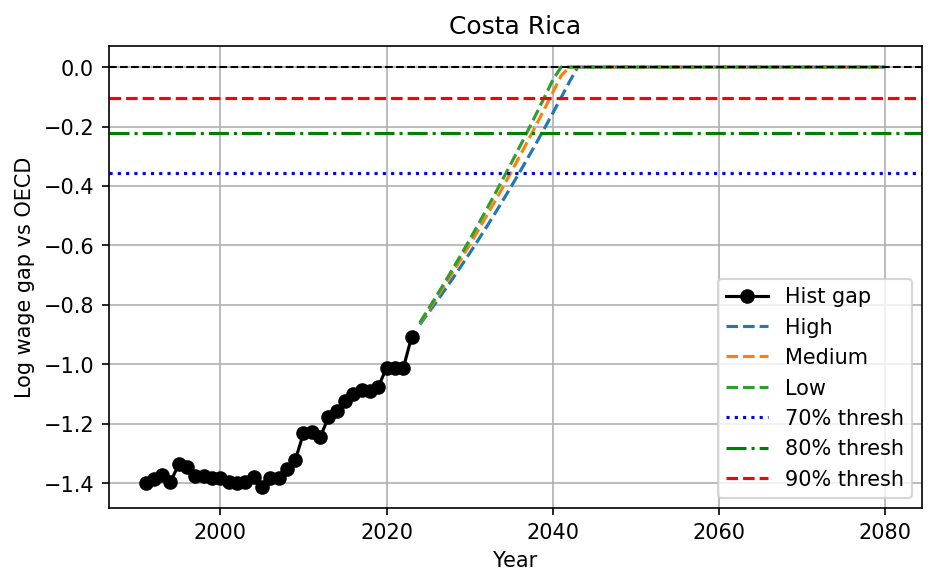 Costa Rica
Log wage gap vs OECD
0.0
−0.2
−0.4
−0.6
−0.8
−1.0
−1.2
−1.4
Hist gap
High
Medium
Low
70% thresh
80% thresh
90% thresh
2000
2020
2040
2060
2080
Year